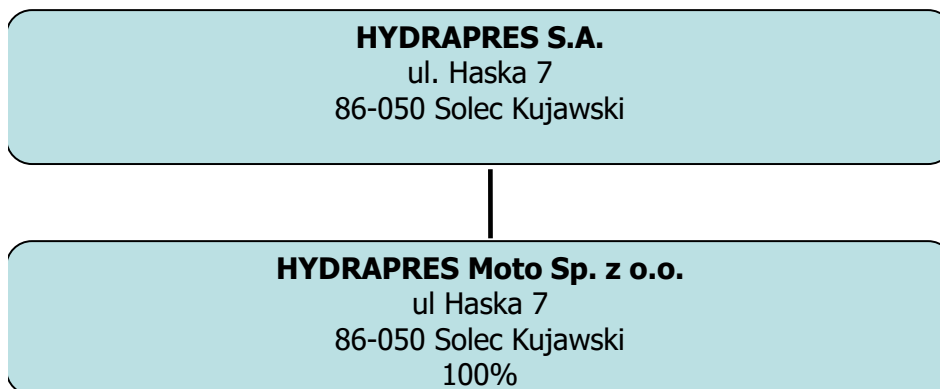 HYDRAPRES S.A.
ul. Haska 7
86-050 Solec Kujawski
HYDRAPRES Moto Sp. z o.o.
ul Haska 7
86-050 Solec Kujawski
100%